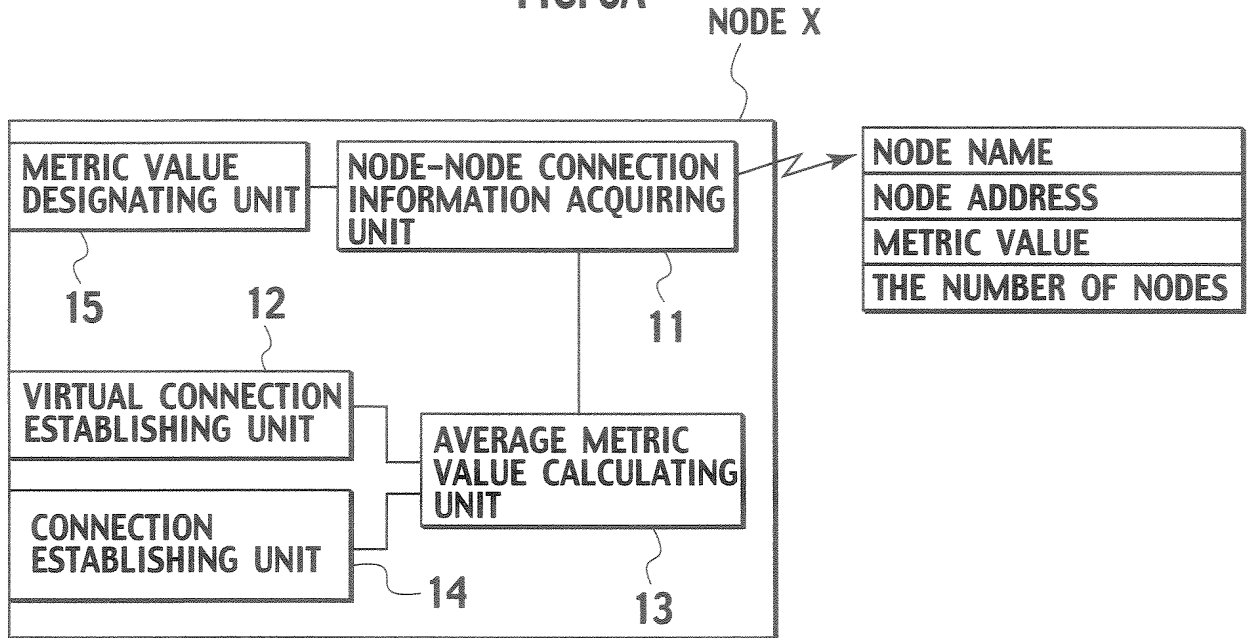 NODE X
METRIC VALUE
DESIGNATING UNIT
NODE-NODE CONNECTION
INFORMATION ACQUIRING
UNIT
NODE NAME
NODE ADDRESS
METRIC VALUE
THE NUMBER OF NODES
15
12
11
VIRTUAL CONNECTION
ESTABLISHING UNIT
AVERAGE METRIC
VALUE CALCULATING
UNIT
CONNECTION
ESTABLISHING UNIT
14
13